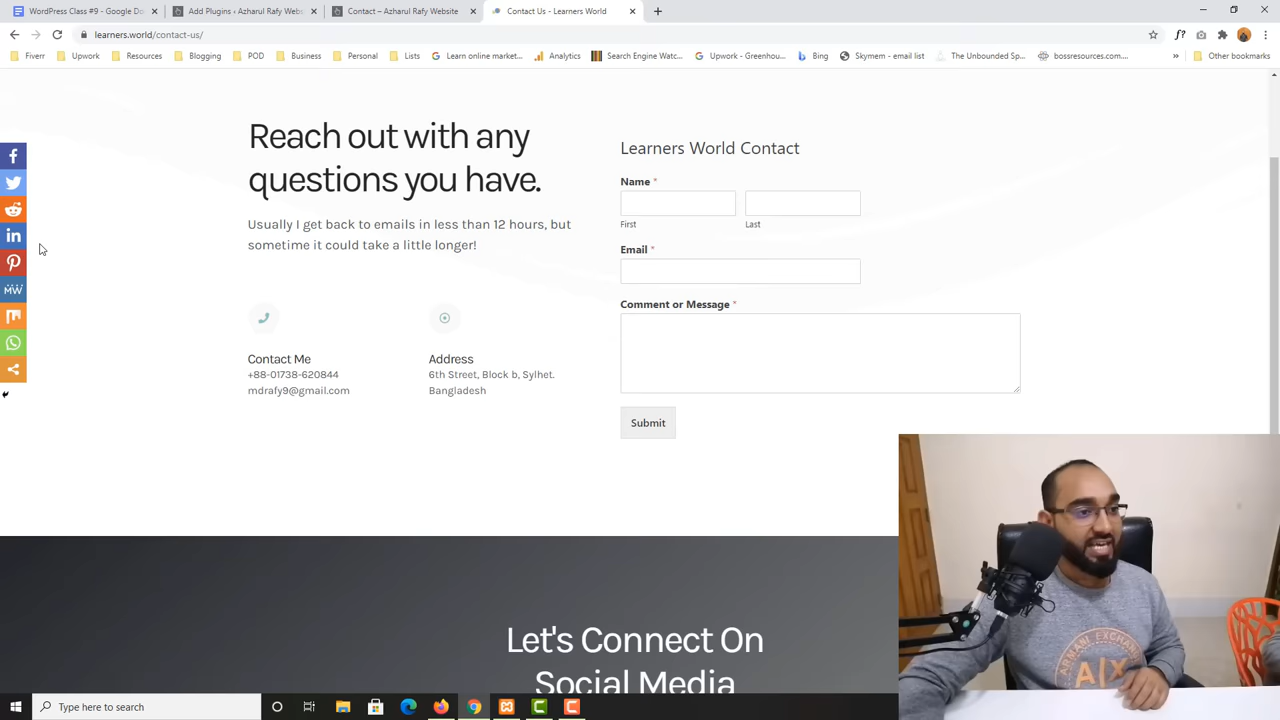 WordPress Class #9 - Google Do
Add Plugins ‹ Azharul Rafy Websit
Contact – Azharul Rafy Website
Contact Us - Learners World
learners.world/contact-us/
Fiverr
Upwork
Resources
Blogging
POD
Business
Personal
Lists
Learn online market...
Analytics
Search Engine Watc...
Upwork - Greenhou...
Bing
Skymem - email list
The Unbounded Sp...
bossresources.com....
»
Other bookmarks
Reach out with any
questions you have.
Usually I get back to emails in less than 12 hours, but
sometime it could take a little longer!
Contact Me
+88-01738-620844
mdrafy9@gmail.com
Address
6th Street, Block b, Sylhet.
Bangladesh
Learners World Contact
Name *
First
Last
Email *
Comment or Message *
Submit
Let's Connect On
Social Media
MW
ARMANI EXCHANGE
A|X
Type here to search